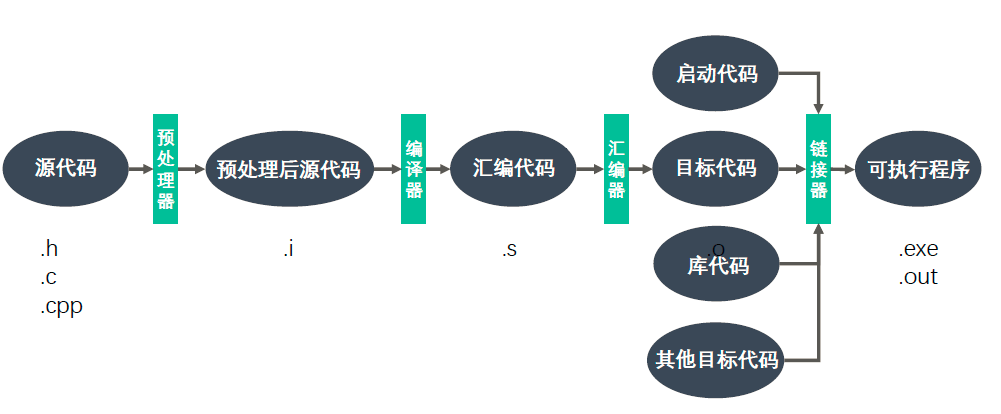 启动代码
源代码
预处理器
预处理后源代码
编译器
汇编代码
汇编器
目标代码
链接器
可执行程序
.h
.c
.cpp
.i
.s
.o
库代码
.exe
.out
其他目标代码